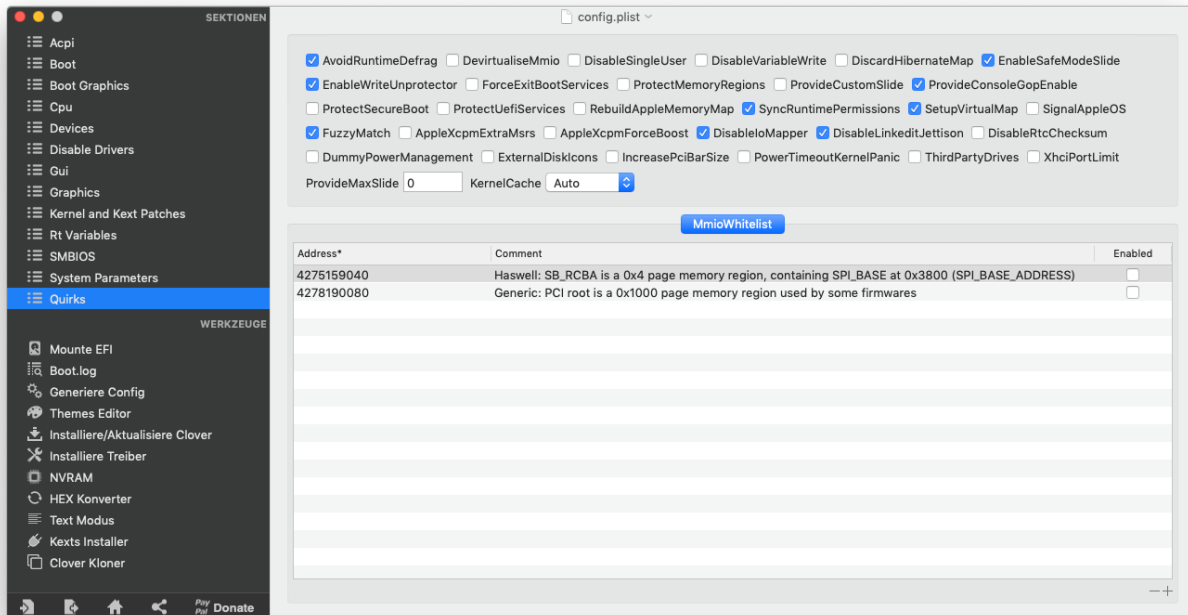 SEKTIONEN
Acpi
Boot
Boot Graphics
Cpu
Devices
Disable Drivers
Gui
Graphics
Kernel and Kext Patches
Rt Variables
SMBIOS
System Parameters
Quirks
WERKZEUGE
Mounte EFI
Boot.log
Generiere Config
Themes Editor
Installiere/Aktualisiere Clover
Installiere Treiber
NVRAM
HEX Konverter
Text Modus
Kexts Installer
Clover Kloner
Pay Pal Donate
config.plist
AvoidRuntimeDefrag DevirtualiseMmio DisableSingleUser DisableVariableWrite DiscardHibernateMap EnableSafeModeSlide
EnableWriteUnprotector ForceExitBootServices ProtectMemoryRegions ProvideCustomSlide ProvideConsoleGopEnable
ProtectSecureBoot ProtectUefiServices RebuildAppleMemoryMap SyncRuntimePermissions SetupVirtualMap SignalAppleOS
FuzzyMatch AppleXcpmExtraMsrs AppleXcpmForceBoost DisableIoMapper DisableLinkeditJettison DisableRtcChecksum
DummyPowerManagement ExternalDiskIcons IncreasePciBarSize PowerTimeoutKernelPanic ThirdPartyDrives XhciPortLimit
ProvideMaxSlide 0 KernelCache Auto
MmioWhitelist
Address* Comment Enabled
4275159040 Haswell: SB_RCBA is a 0x4 page memory region, containing SPI_BASE at 0x3800 (SPI_BASE_ADDRESS)
4278190080 Generic: PCI root is a 0x1000 page memory region used by some firmwares